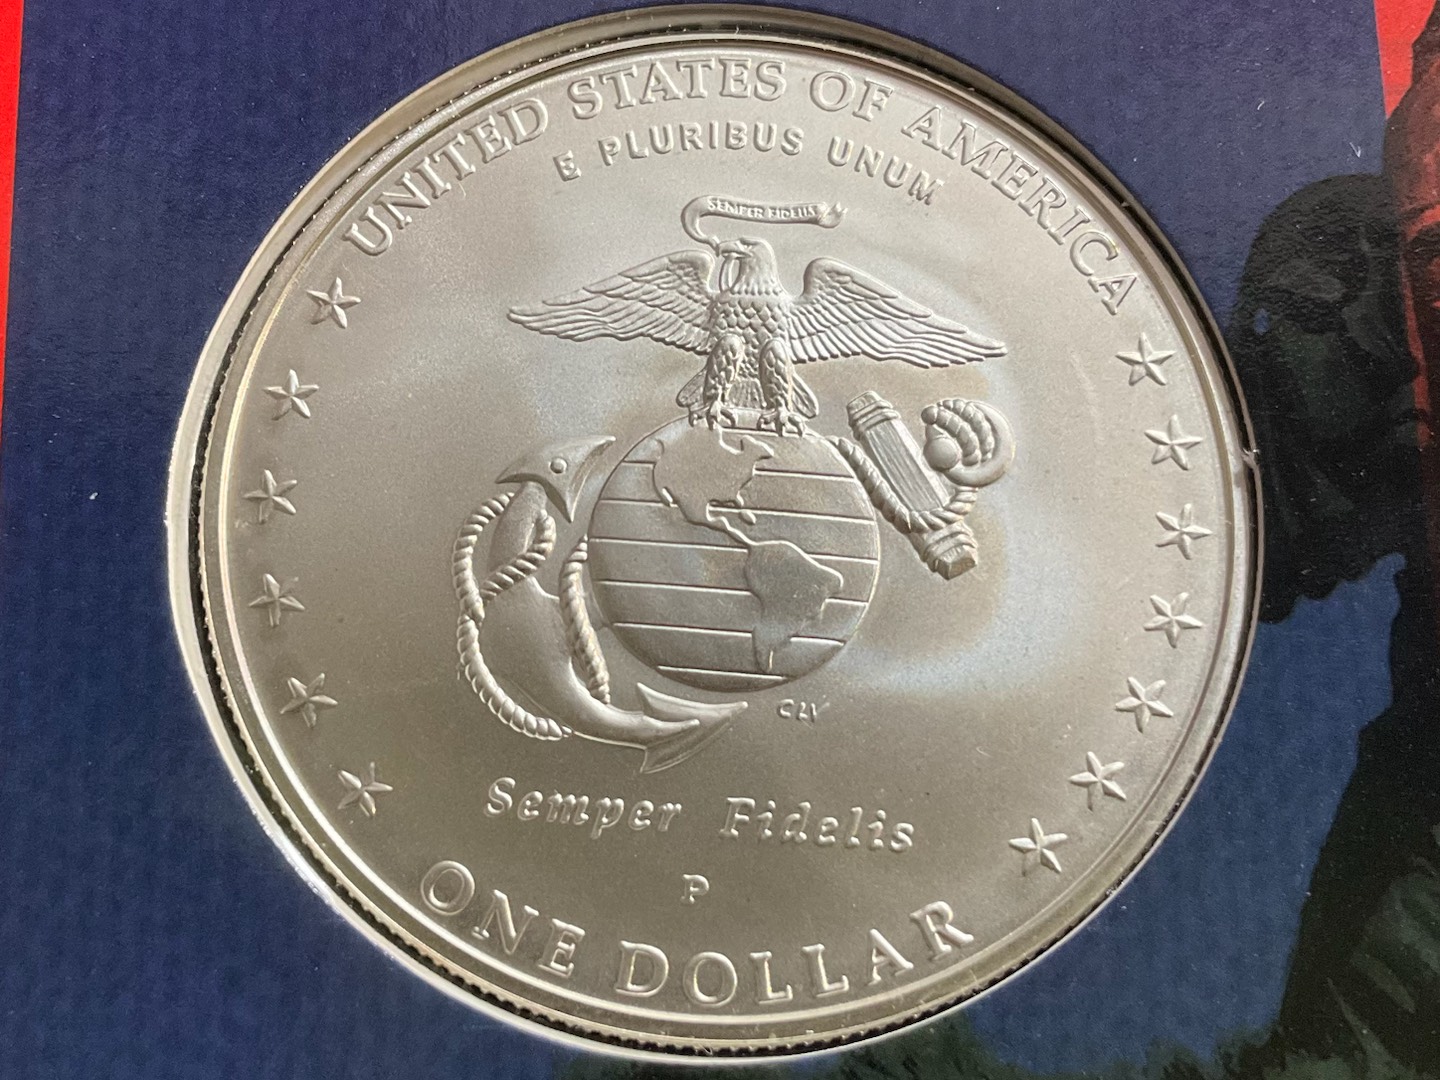 UNITED STATES OF AMERICA
E PLURIBUS UNUM
SEMPER FIDELIS
CLV
Semper Fidelis
P
ONE DOLLAR